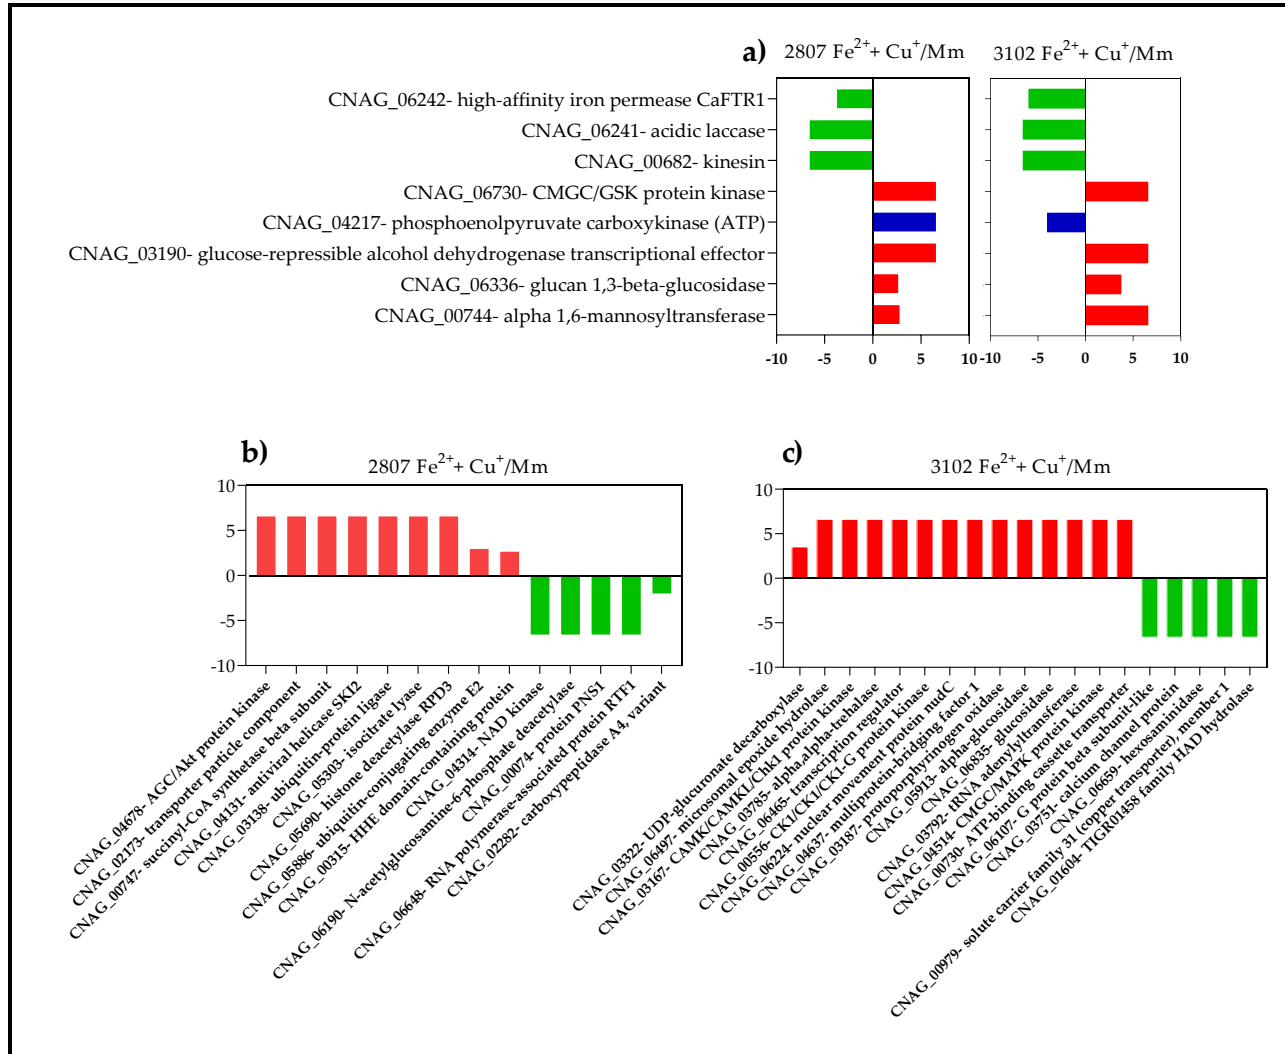 a)
2807 Fe²⁺+ Cu⁺/Mm
3102 Fe²⁺+ Cu⁺/Mm
CNAG_06242- high-affinity iron permease CaFTR1
CNAG_06241- acidic laccase
CNAG_00682- kinesin
CNAG_06730- CMGC/GSK protein kinase
CNAG_04217- phosphoenolpyruvate carboxykinase (ATP)
CNAG_03190- glucose-repressible alcohol dehydrogenase transcriptional effector
CNAG_06336- glucan 1,3-beta-glucosidase
CNAG_00744- alpha 1,6-mannosyltransferase
-10 -5 0 5 10
-10 -5 0 5 10
b)
2807 Fe²⁺+ Cu⁺/Mm
10
5
0
-5
-10
CNAG_04678- AGC/Akt protein kinase
CNAG_02173- transporter particle component
CNAG_00747- succinyl-CoA synthetase beta subunit
CNAG_04131- antiviral helicase SKI2
CNAG_03138- ubiquitin-protein ligase
CNAG_05303- isocitrate lyase
CNAG_05690- histone deacetylase RPD3
CNAG_05886- ubiquitin-conjugating enzyme E2
CNAG_00315- HHE domain-containing protein
CNAG_04314- NAD kinase
CNAG_06190- N-acetylglucosamine-6-phosphate deacetylase
CNAG_00074- protein PNS1
CNAG_06648- RNA polymerase-associated protein RTF1
CNAG_02282- carboxypeptidase A4, variant
c)
3102 Fe²⁺+ Cu⁺/Mm
10
5
0
-5
-10
CNAG_03322- UDP-glucuronate decarboxylase
CNAG_06497- microsomal epoxide hydrolase
CNAG_03167- CAMK/CAMKL/Chk1 protein kinase
CNAG_03785- alpha,alpha-trehalase
CNAG_06465- transcription regulator
CNAG_00556- CK1/CK1/CK1-G protein kinase
CNAG_06224- nuclear movement protein nudC
CNAG_04637- multiprotein-bridging factor 1
CNAG_03187- protoporphyrinogen oxidase
CNAG_05913- alpha-glucosidase
CNAG_06835- glucosidase
CNAG_03792- tRNA adenylyltransferase
CNAG_04514- CMGC/MAPK protein kinase
CNAG_00730- ATP-binding cassette transporter
CNAG_06107- G protein beta subunit-like
CNAG_03751- calcium channel protein
CNAG_06659- hexosaminidase
CNAG_00979- solute carrier family 31 (copper transporter), member 1
CNAG_01604- TIGR01458 family HAD hydrolase